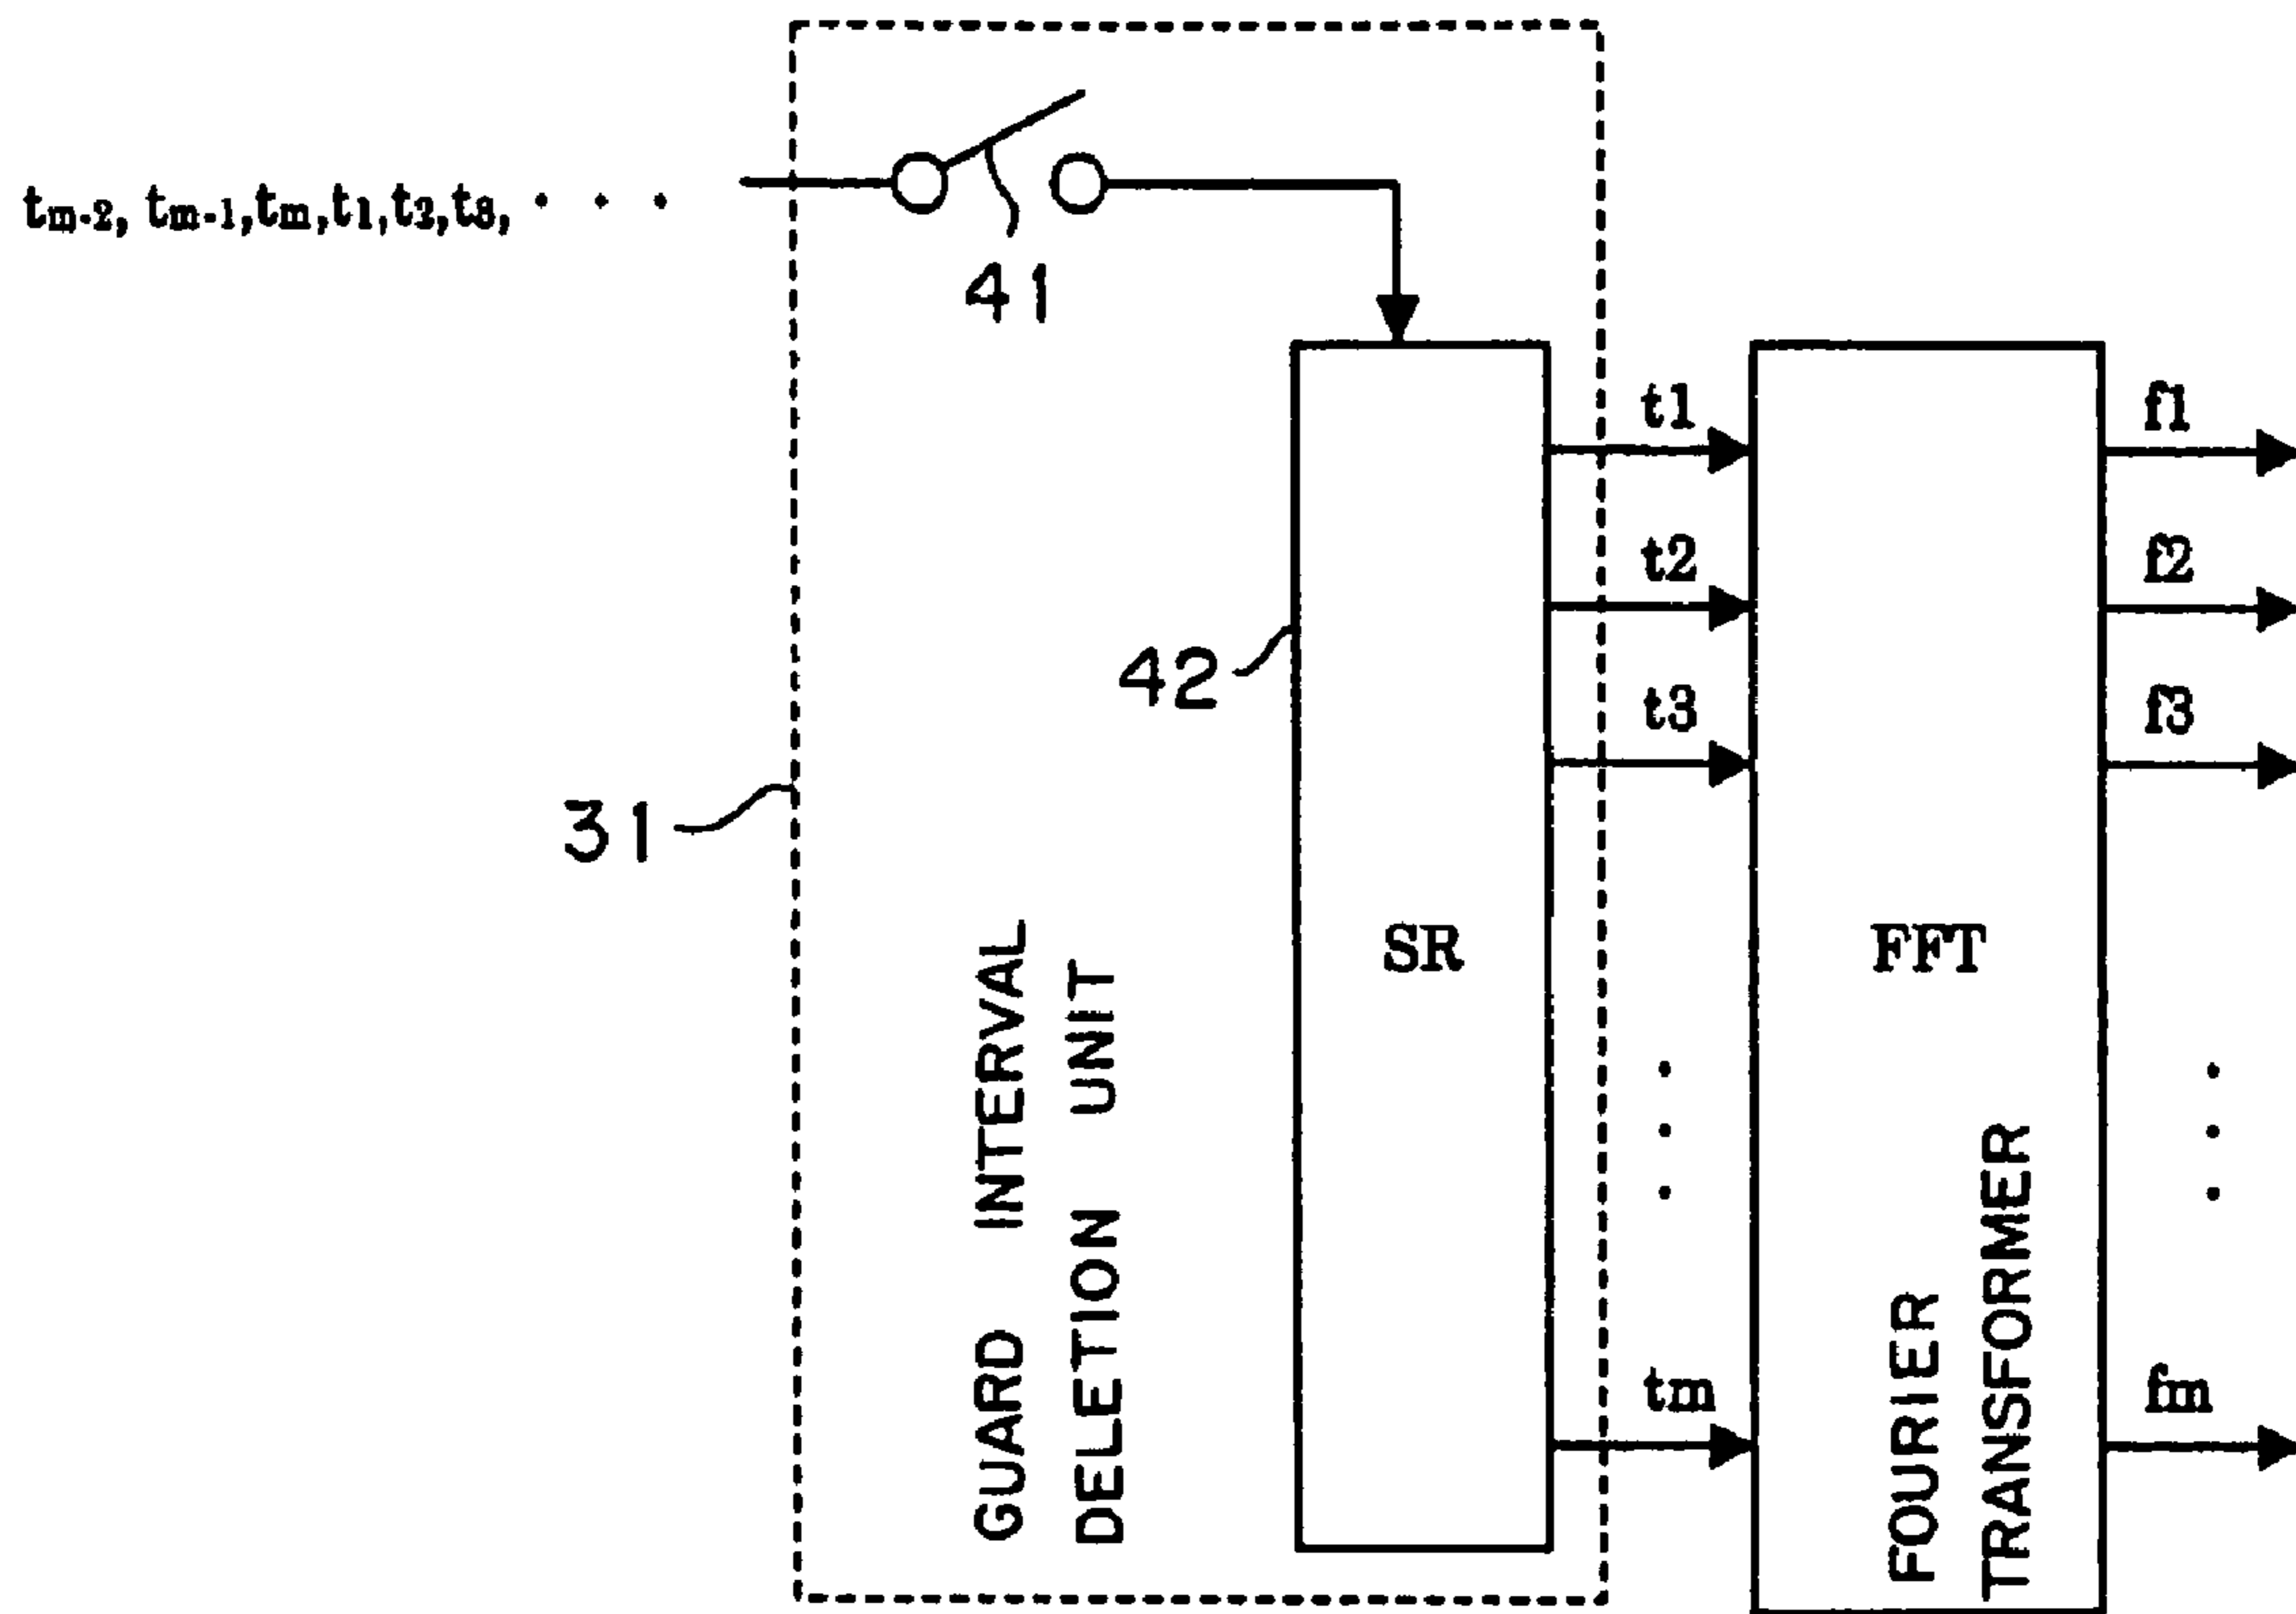 tm-2, tm-1,tm,t1,t2,t3, · · ·
41
42
31
GUARD INTERVAL
DELETION UNIT
SR
t1
t2
t3
tm
FFT
FOURIER
TRANSFORMER
f1
f2
f3
fm